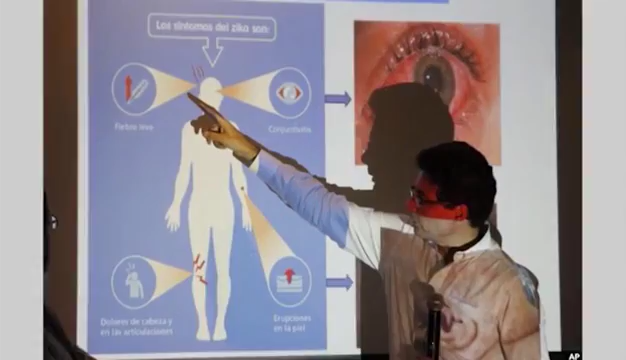 Los síntomas del zika son:
Fiebre leve
Conjuntivitis
Dolores de cabeza y
en las articulaciones
Erupciones
en la piel
AP